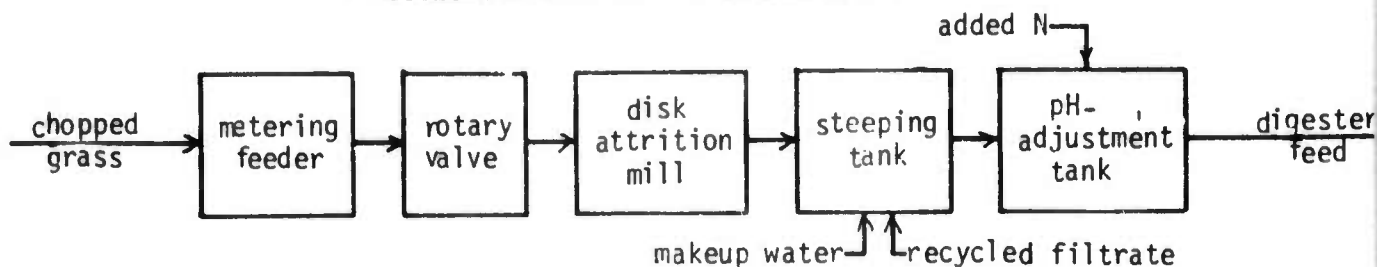 added N
chopped
grass
metering
feeder
rotary
valve
disk
attrition
mill
steeping
tank
pH-
adjustment
tank
digester
feed
makeup water
recycled filtrate